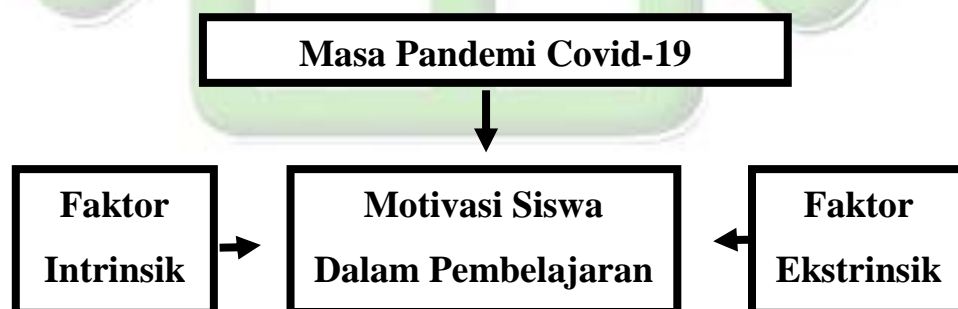 Masa Pandemi Covid-19
Faktor
Intrinsik
Motivasi Siswa
Dalam Pembelajaran
Faktor
Ekstrinsik